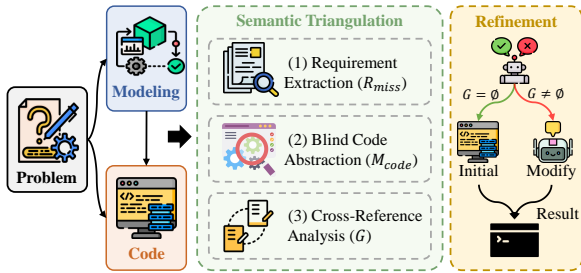 Problem
Modeling
Code
Semantic Triangulation
(1) Requirement
Extraction (R_miss)
(2) Blind Code
Abstraction (M_code)
(3) Cross-Reference
Analysis (G)
Refinement
G = ∅
G ≠ ∅
Initial
Modify
Result